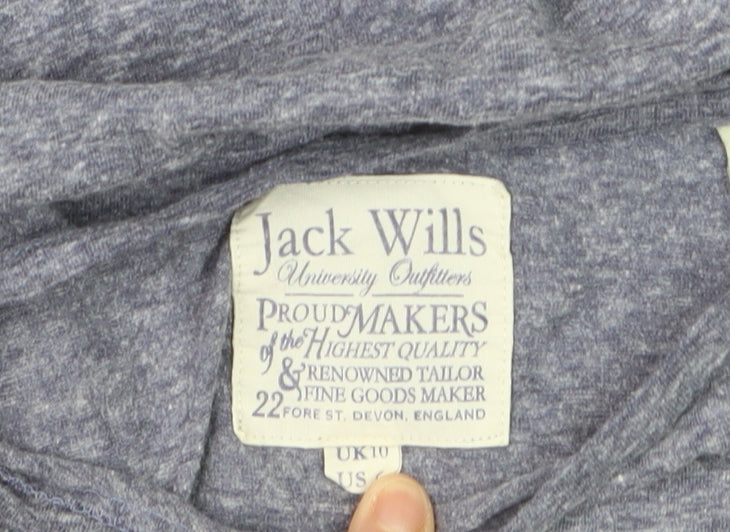 Jack Wills
University Outfitters
PROUD MAKERS
of the HIGHEST QUALITY
& RENOWNED TAILOR
FINE GOODS MAKER
22 FORE ST. DEVON, ENGLAND
UK 10
US